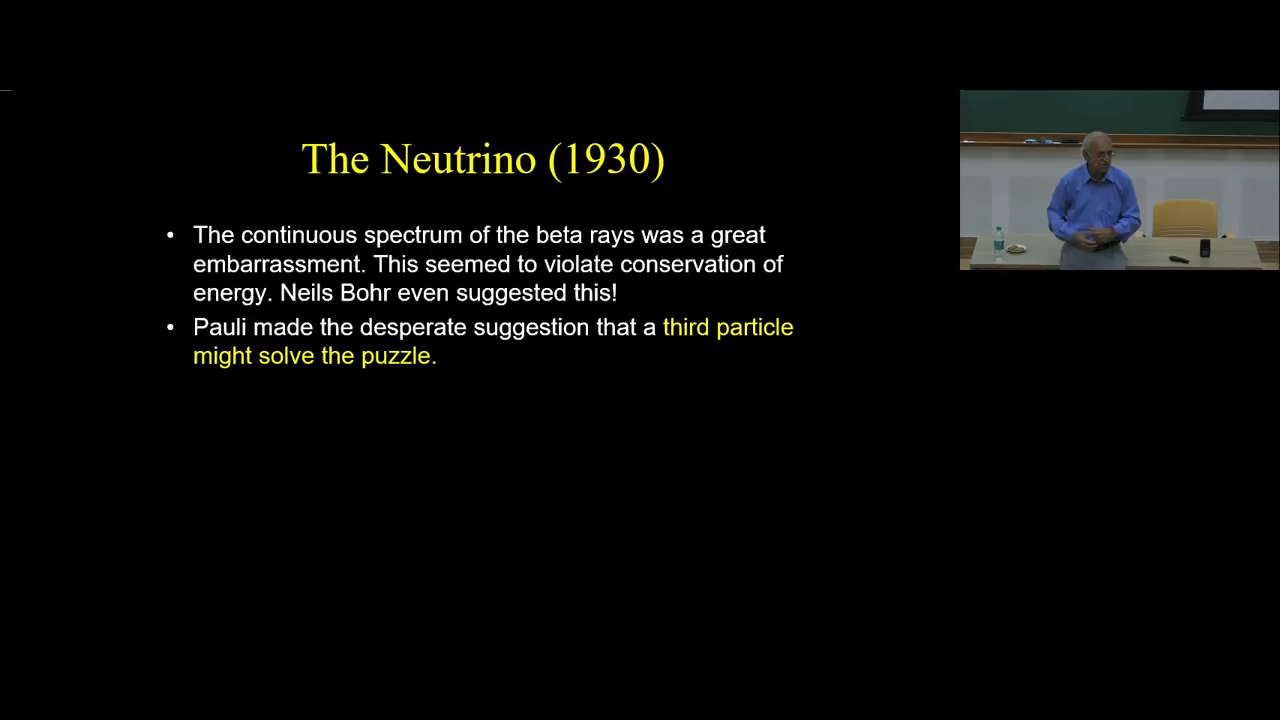 The Neutrino (1930)
• The continuous spectrum of the beta rays was a great
embarrassment. This seemed to violate conservation of
energy. Neils Bohr even suggested this!
• Pauli made the desperate suggestion that a third particle
might solve the puzzle.